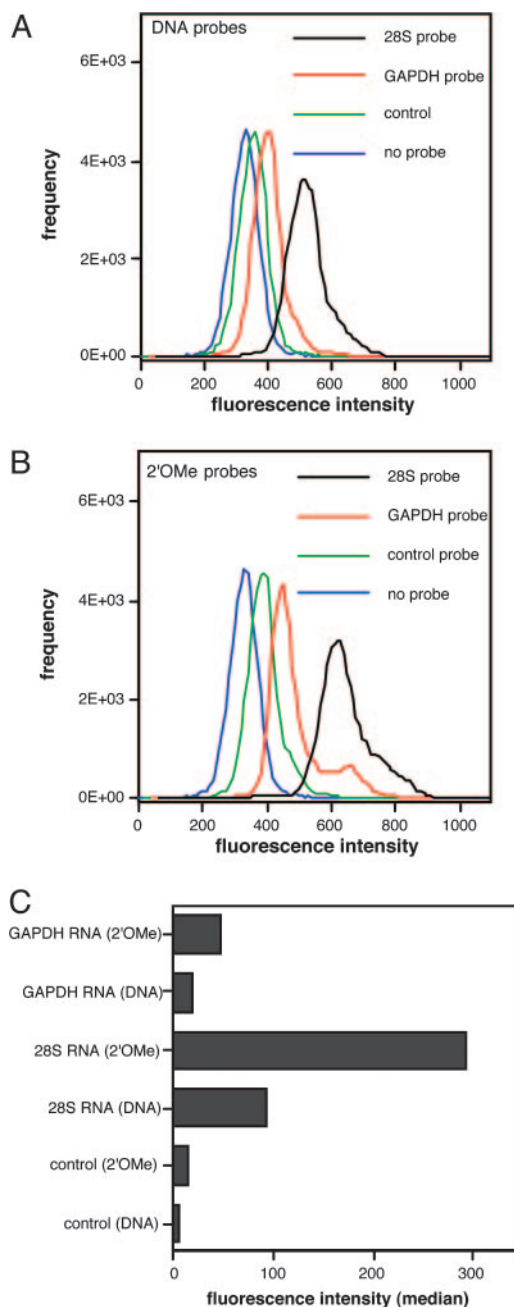 A
DNA probes
28S probe
GAPDH probe
control
no probe
6E+03
4E+03
2E+03
0E+00
frequency
0 200 400 600 800 1000
fluorescence intensity
B
2'OMe probes
28S probe
GAPDH probe
control probe
no probe
6E+03
4E+03
2E+03
0E+00
frequency
0 200 400 600 800 1000
fluorescence intensity
C
GAPDH RNA (2'OMe)
GAPDH RNA (DNA)
28S RNA (2'OMe)
28S RNA (DNA)
control (2'OMe)
control (DNA)
0 100 200 300
fluorescence intensity (median)